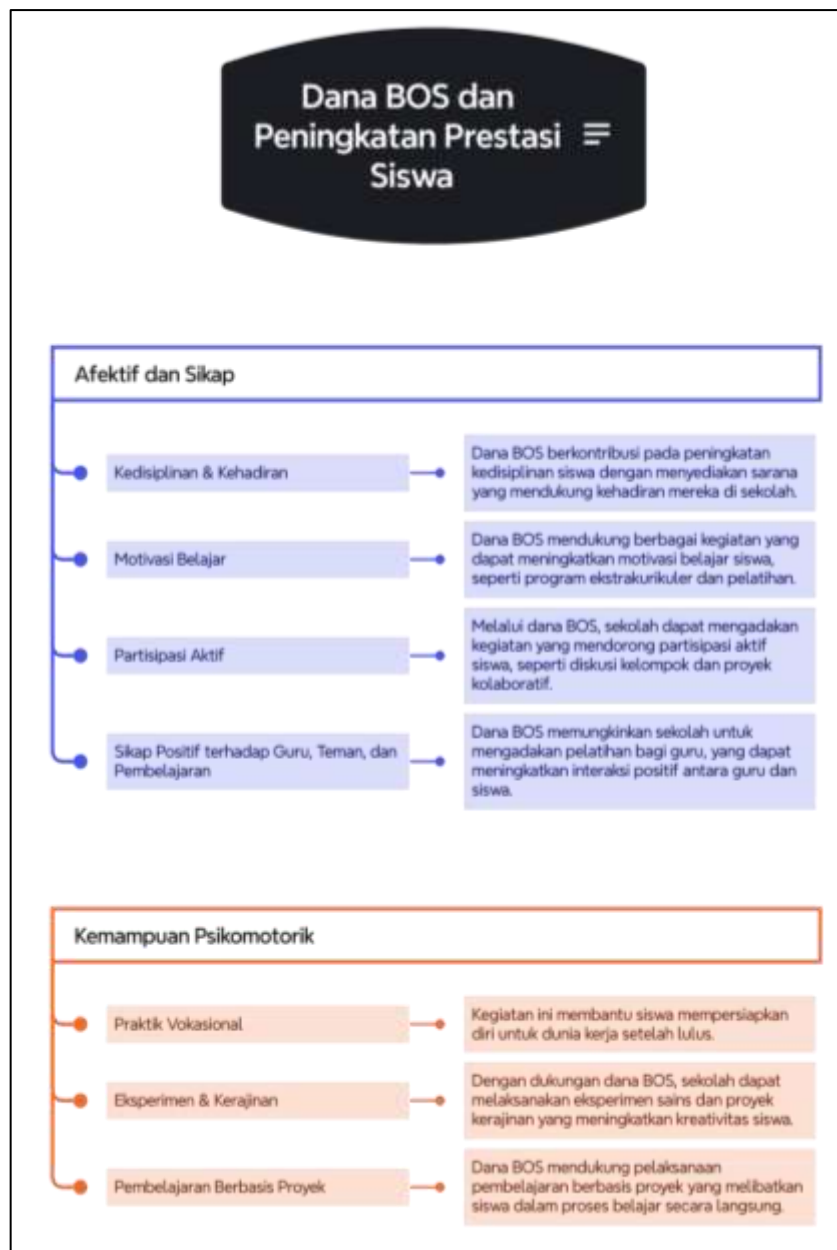 Dana BOS dan
Peningkatan Prestasi
Siswa
Afektif dan Sikap
Kedisiplinan & Kehadiran
Dana BOS berkontribusi pada peningkatan
kedisiplinan siswa dengan menyediakan sarana
yang mendukung kehadiran mereka di sekolah.
Motivasi Belajar
Dana BOS mendukung berbagai kegiatan yang
dapat meningkatkan motivasi belajar siswa,
seperti program ekstrakurikuler dan pelatihan.
Partisipasi Aktif
Melalui dana BOS, sekolah dapat mengadakan
kegiatan yang mendorong partisipasi aktif
siswa, seperti diskusi kelompok dan proyek
kolaboratif.
Sikap Positif terhadap Guru, Teman, dan
Pembelajaran
Dana BOS memungkinkan sekolah untuk
mengadakan pelatihan bagi guru, yang dapat
meningkatkan interaksi positif antara guru dan
siswa.
Kemampuan Psikomotorik
Praktik Vokasional
Kegiatan ini membantu siswa mempersiapkan
diri untuk dunia kerja setelah lulus.
Eksperimen & Kerajinan
Dengan dukungan dana BOS, sekolah dapat
melaksanakan eksperimen sains dan proyek
kerajinan yang meningkatkan kreativitas siswa.
Pembelajaran Berbasis Proyek
Dana BOS mendukung pelaksanaan
pembelajaran berbasis proyek yang melibatkan
siswa dalam proses belajar secara langsung.